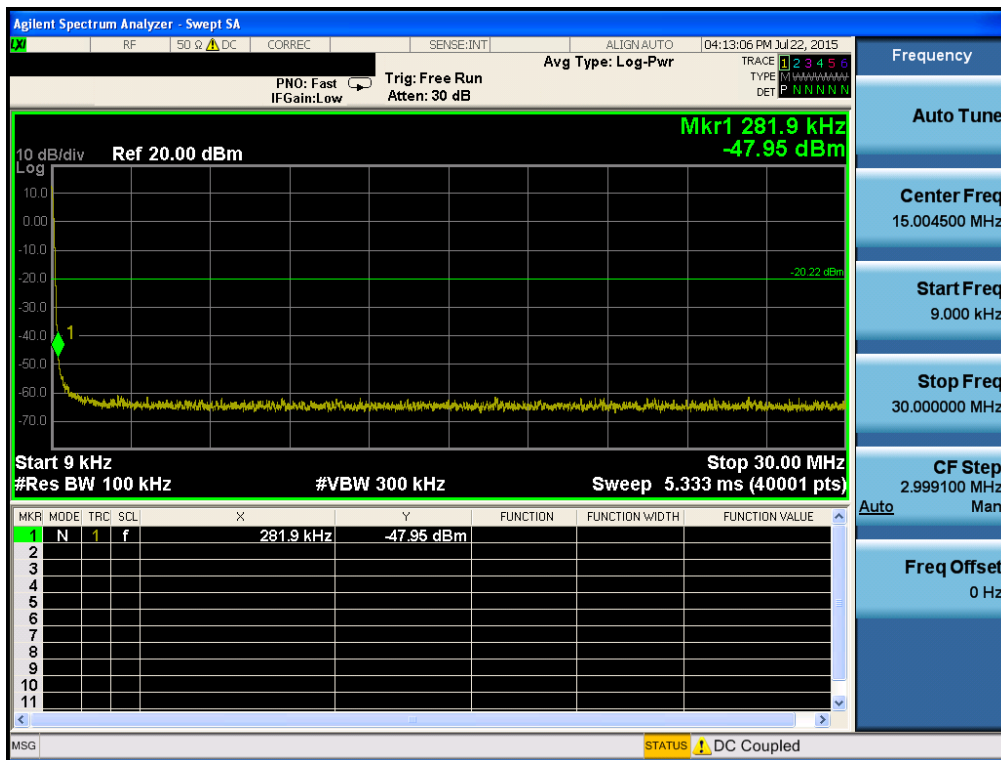 Agilent Spectrum Analyzer - Swept SA
LXI RF 50 Ω DC CORREC SENSE:INT ALIGN AUTO 04:13:06 PM Jul 22, 2015
Frequency
Avg Type: Log-Pwr
TRACE 1 2 3 4 5 6
PNO: Fast Trig: Free Run
TYPE M WWWWW
IFGain:Low Atten: 30 dB
DET P N N N N N
Auto Tune
Mkr1 281.9 kHz
10 dB/div Ref 20.00 dBm -47.95 dBm
Log
10.0
0.00
-10.0
-20.0
-20.22 dBm
-30.0
-40.0
1
-50.0
-60.0
-70.0
Start 9 kHz Stop 30.00 MHz
#Res BW 100 kHz #VBW 300 kHz Sweep 5.333 ms (40001 pts)
Center Freq
15.004500 MHz
Start Freq
9.000 kHz
Stop Freq
30.000000 MHz
CF Step
2.999100 MHz
Auto Man
Freq Offset
0 Hz
MKR MODE TRC SCL X Y FUNCTION FUNCTION WIDTH FUNCTION VALUE
1 N 1 f 281.9 kHz -47.95 dBm
2
3
4
5
6
7
8
9
10
11
MSG STATUS DC Coupled